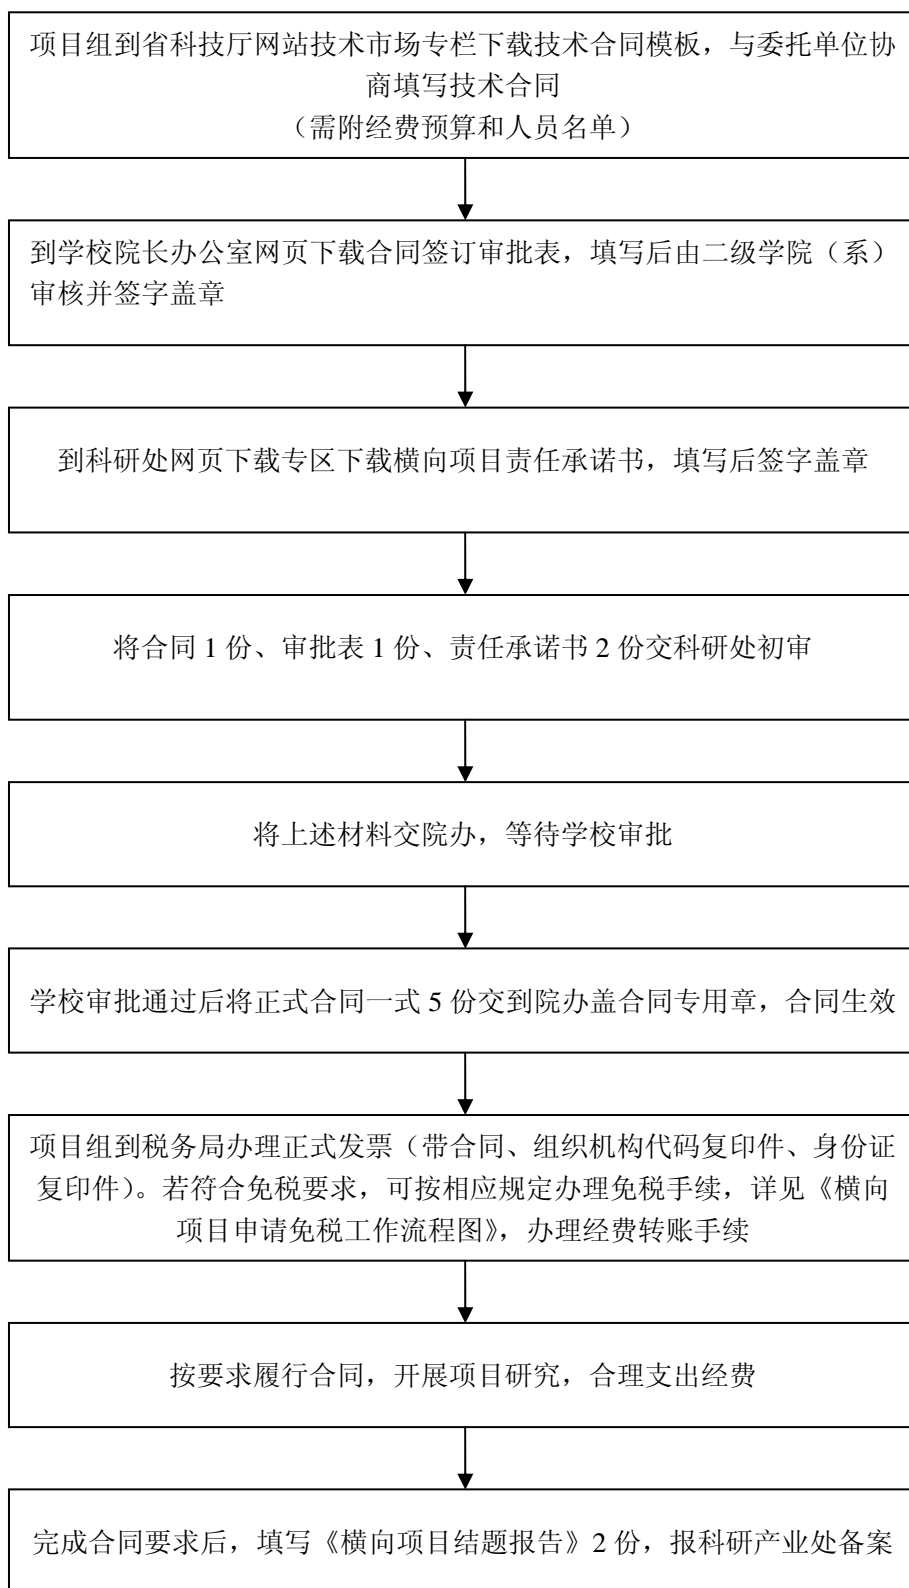 项目组到省科技厅网站技术市场专栏下载技术合同模板，与委托单位协
商填写技术合同
（需附经费预算和人员名单）
到学校院长办公室网页下载合同签订审批表，填写后由二级学院（系）
审核并签字盖章
到科研处网页下载专区下载横向项目责任承诺书，填写后签字盖章
将合同 1 份、审批表 1 份、责任承诺书 2 份交科研处初审
将上述材料交院办，等待学校审批
学校审批通过后将正式合同一式 5 份交到院办盖合同专用章，合同生效
项目组到税务局办理正式发票（带合同、组织机构代码复印件、身份证
复印件）。若符合免税要求，可按相应规定办理免税手续，详见《横向
项目申请免税工作流程图》，办理经费转账手续
按要求履行合同，开展项目研究，合理支出经费
完成合同要求后，填写《横向项目结题报告》2 份，报科研产业处备案